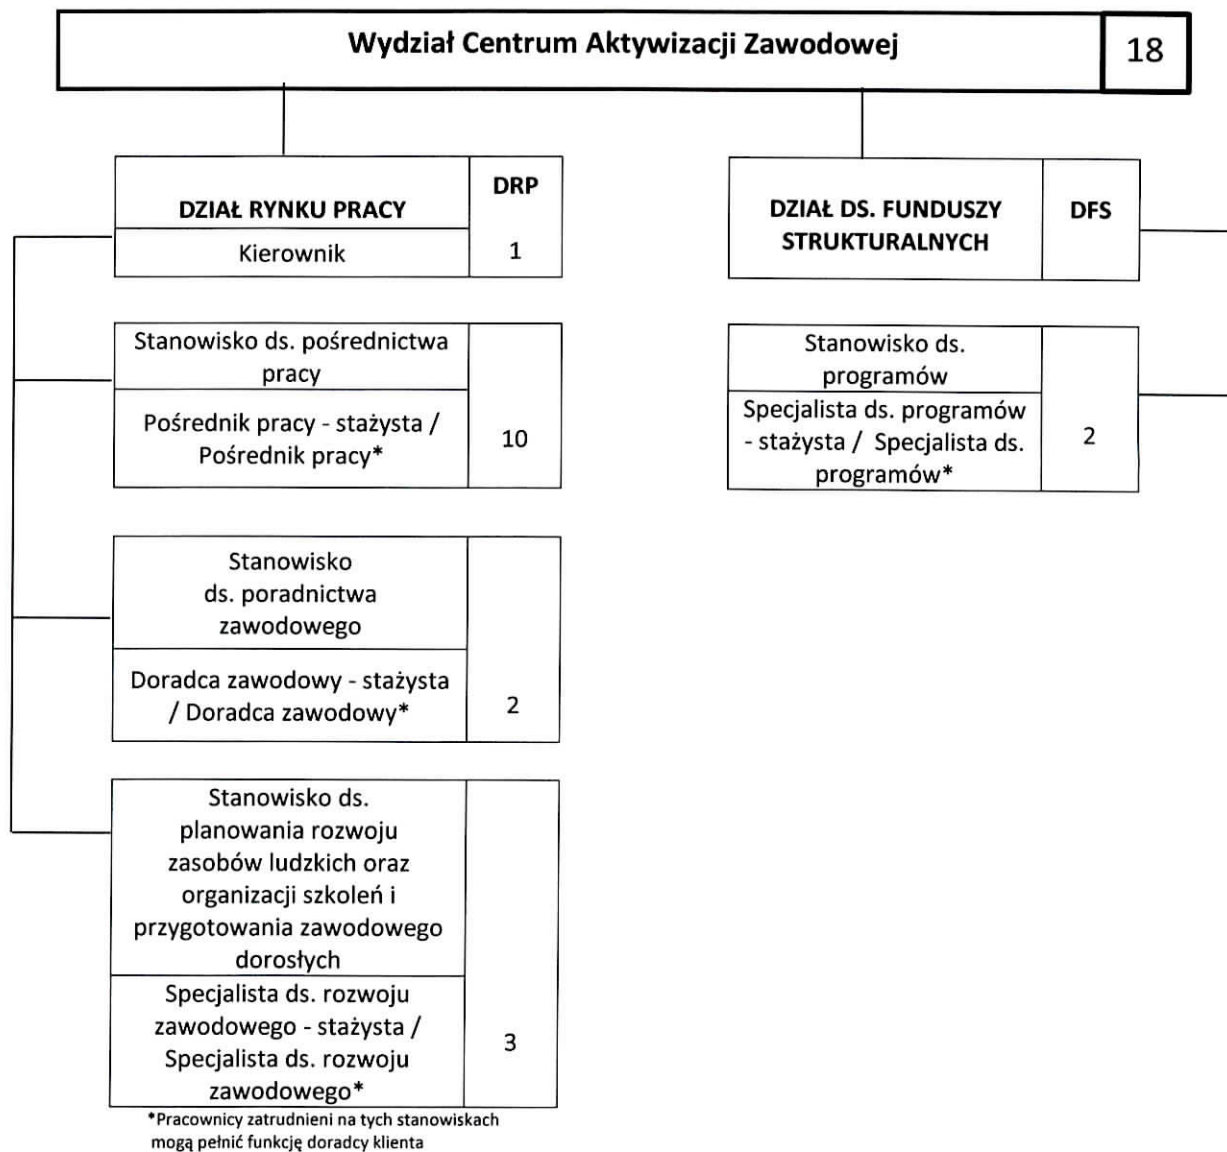 Wydział Centrum Aktywizacji Zawodowej
18
DZIAŁ RYNKU PRACY
DRP
Kierownik
1
Stanowisko ds. pośrednictwa
pracy
Pośrednik pracy - stażysta /
Pośrednik pracy*
10
Stanowisko
ds. poradnictwa
zawodowego
Doradca zawodowy - stażysta
/ Doradca zawodowy*
2
Stanowisko ds.
planowania rozwoju
zasobów ludzkich oraz
organizacji szkoleń i
przygotowania zawodowego
dorosłych
Specjalista ds. rozwoju
zawodowego - stażysta /
Specjalista ds. rozwoju
zawodowego*
3
*Pracownicy zatrudnieni na tych stanowiskach
mogą pełnić funkcję doradcy klienta
DZIAŁ DS. FUNDUSZY
STRUKTURALNYCH
DFS
Stanowisko ds.
programów
Specjalista ds. programów
- stażysta / Specjalista ds.
programów*
2